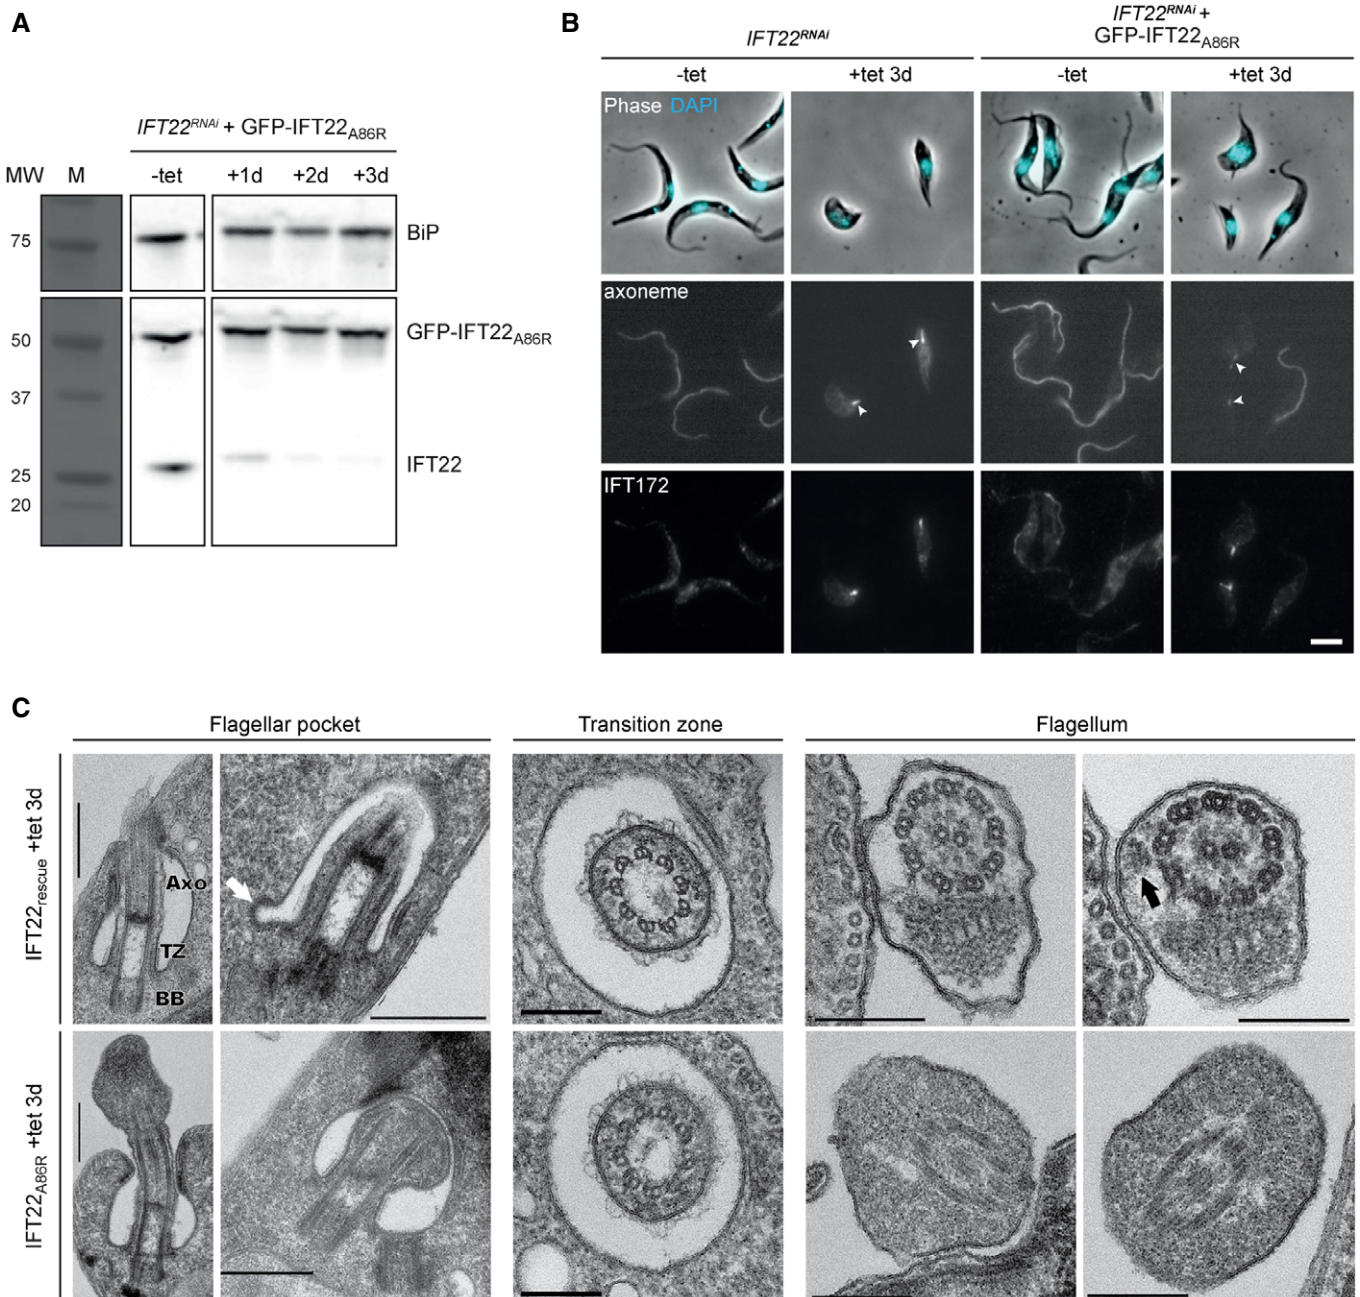 A
IFT22RNAi + GFP-IFT22A86R
MW M -tet +1d +2d +3d
75
BiP
50
GFP-IFT22A86R
37
25
IFT22
20
B
IFT22RNAi
IFT22RNAi +
GFP-IFT22A86R
-tet +tet 3d -tet +tet 3d
Phase DAPI
axoneme
IFT172
C
Flagellar pocket Transition zone Flagellum
IFT22rescue +tet 3d
Axo
TZ
BB
IFT22A86R +tet 3d